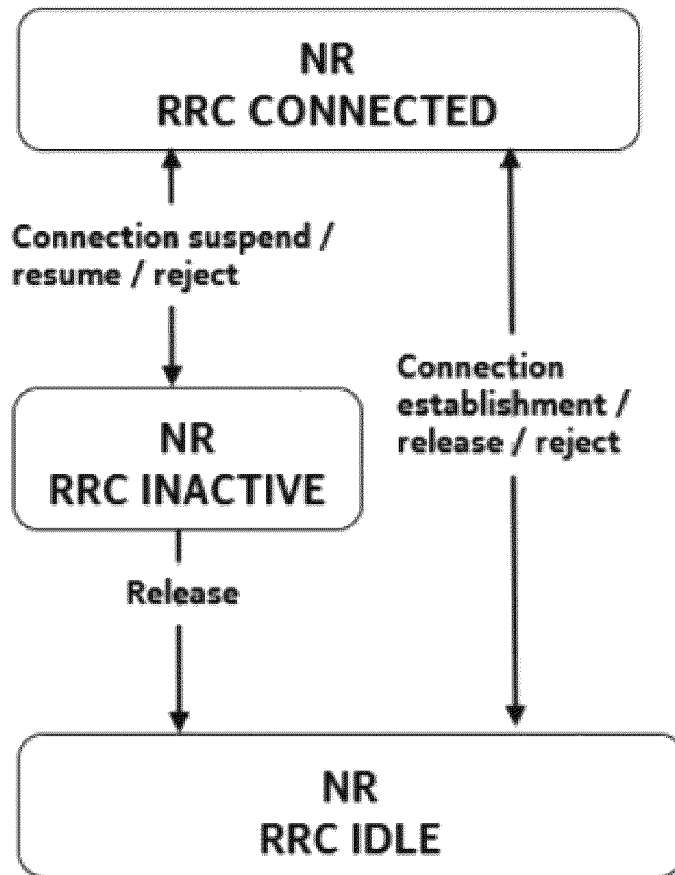 NR
RRC CONNECTED
Connection suspend /
resume / reject
Connection
establishment /
release / reject
NR
RRC INACTIVE
Release
NR
RRC IDLE